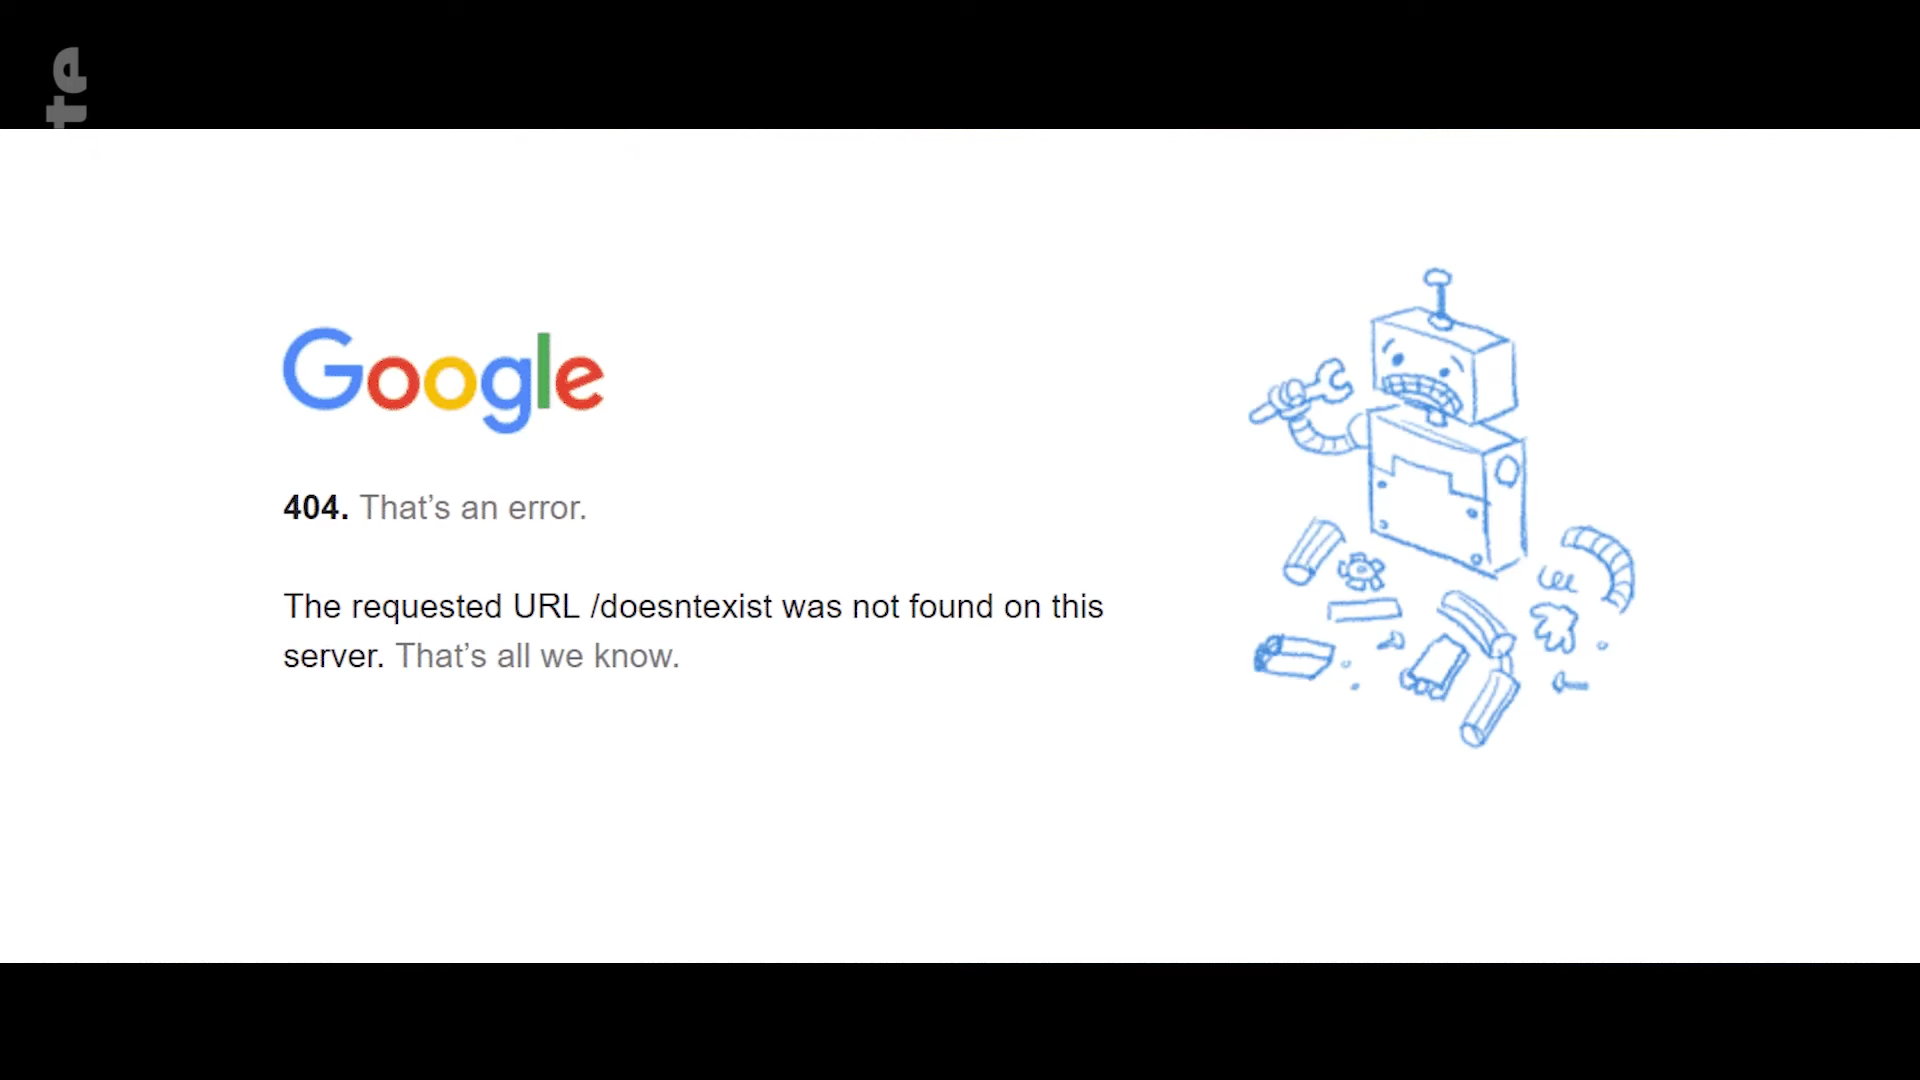 te
Google
404. That’s an error.
The requested URL /doesntexist was not found on this
server. That’s all we know.